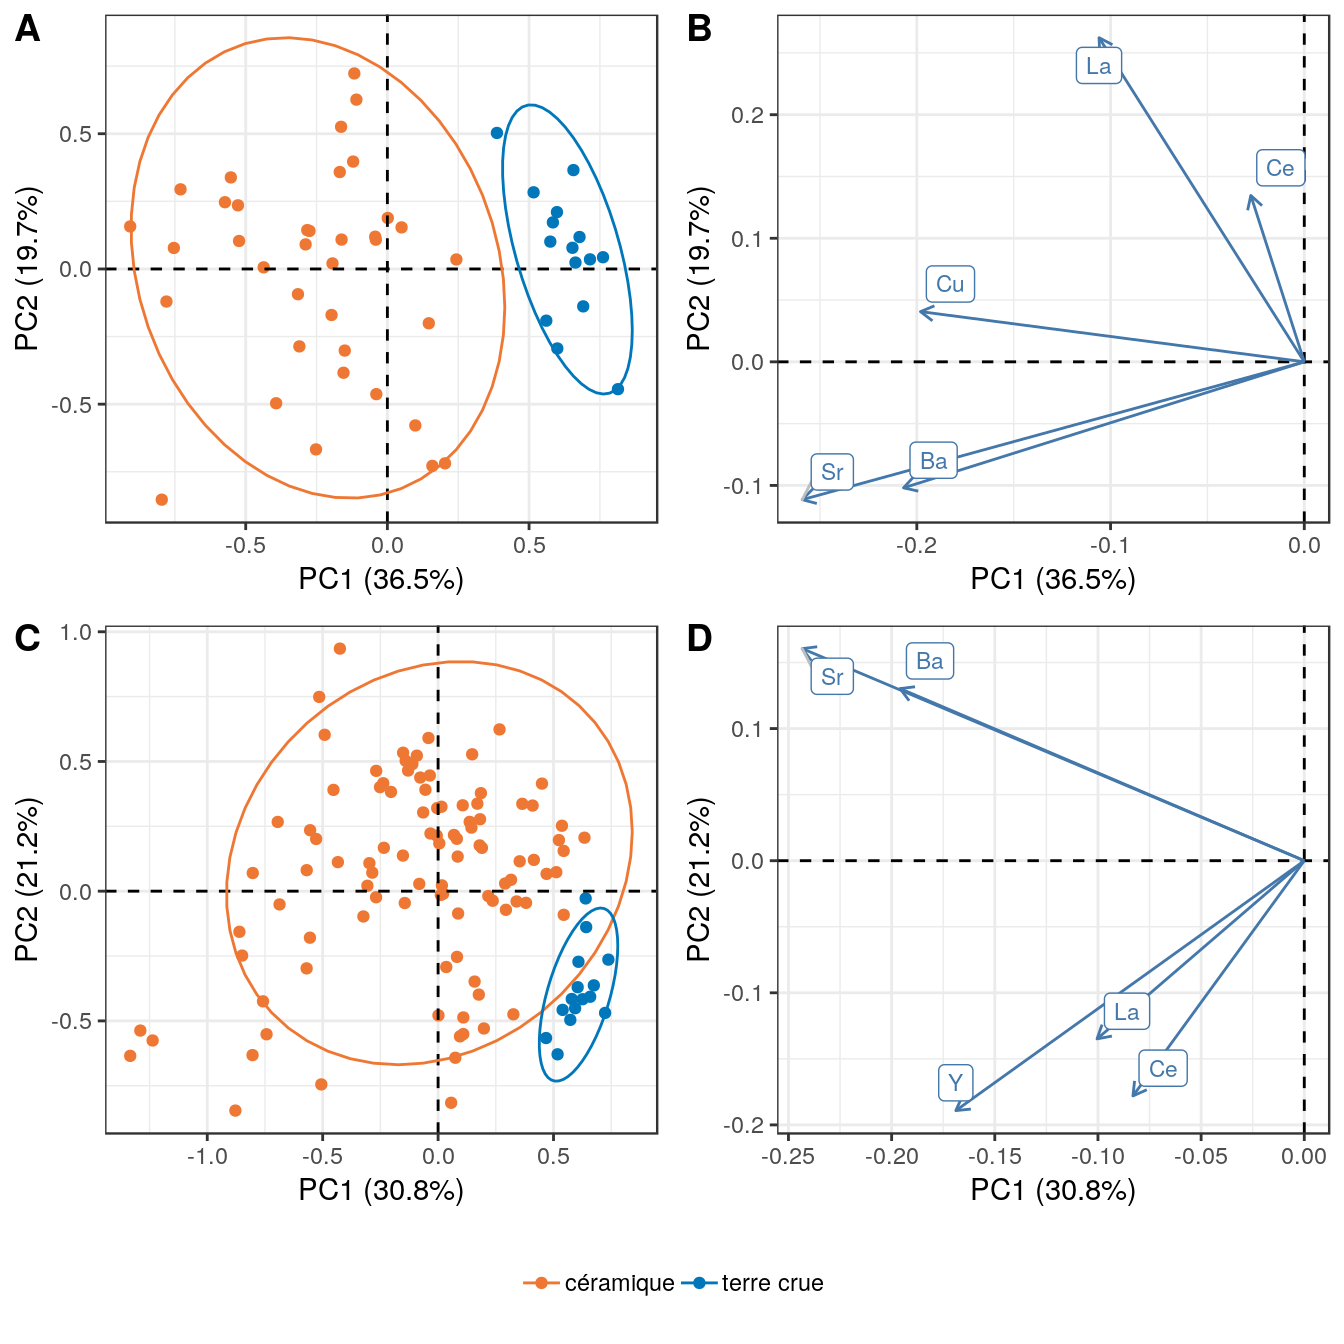 A
0.5
0.0
-0.5
PC2 (19.7%)
-0.5
0.0
0.5
PC1 (36.5%)
B
La
Ce
Cu
Sr
Ba
0.2
0.1
0.0
-0.1
PC2 (19.7%)
-0.2
-0.1
0.0
PC1 (36.5%)
C
1.0
0.5
0.0
-0.5
PC2 (21.2%)
-1.0
-0.5
0.0
0.5
PC1 (30.8%)
D
Ba
Sr
La
Ce
Y
0.1
0.0
-0.1
-0.2
PC2 (21.2%)
-0.25
-0.20
-0.15
-0.10
-0.05
0.00
PC1 (30.8%)
céramique
terre crue